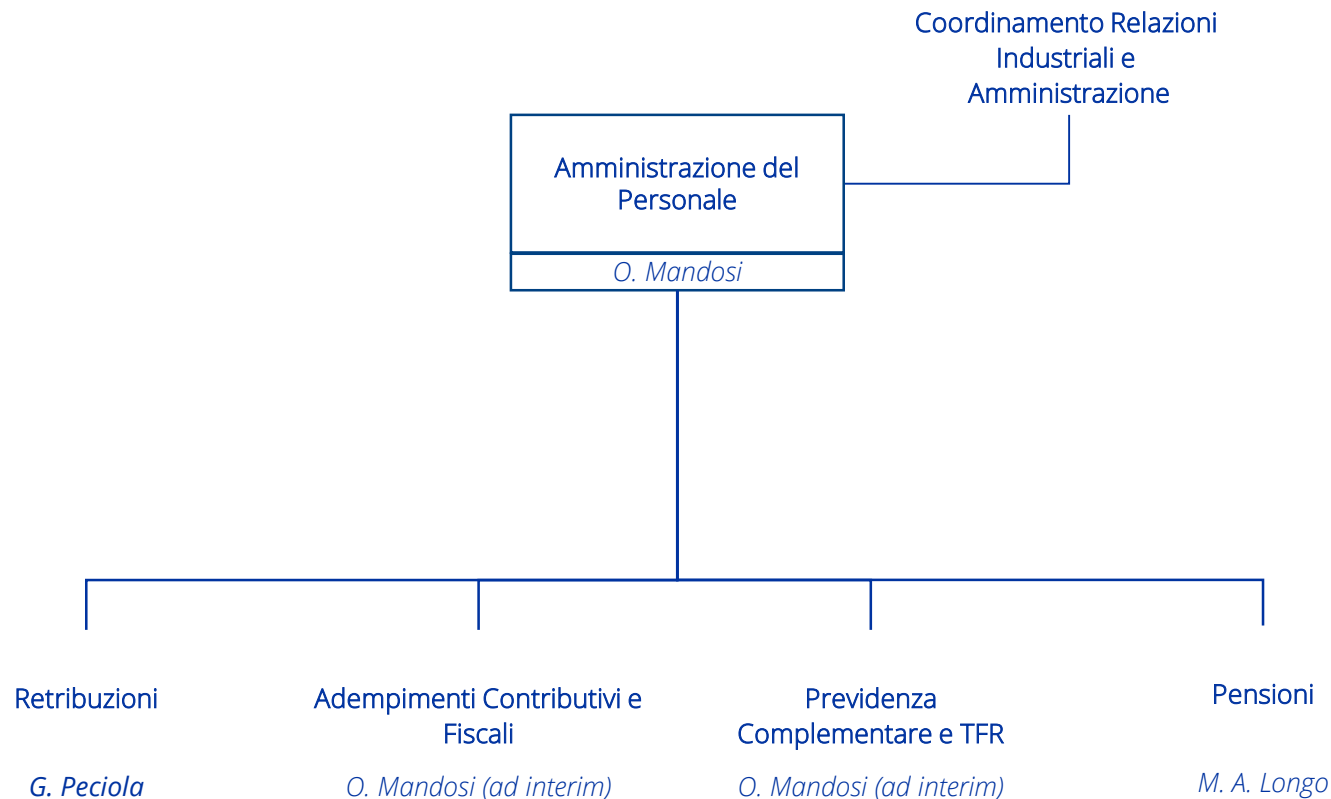 Coordinamento Relazioni
Industriali e
Amministrazione
Amministrazione del
Personale
O. Mandosi
Retribuzioni
G. Peciola
Adempimenti Contributivi e
Fiscali
O. Mandosi (ad interim)
Previdenza
Complementare e TFR
O. Mandosi (ad interim)
Pensioni
M. A. Longo